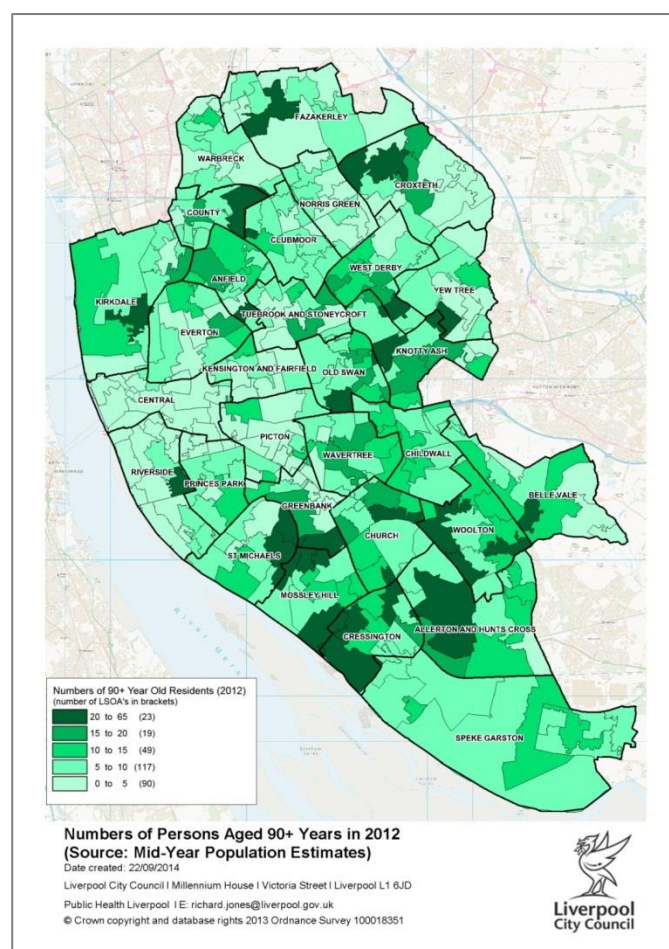 FAZAKERLEY
WARBRECK
CROXTETH
NORRIS GREEN
COUNTY
CLUBMOOR
WEST DERBY
ANFIELD
YEW TREE
KIRKDALE
TUEBROOK AND STONEYCROFT
EVERTON
KNOTTY ASH
KENSINGTON AND FAIRFIELD
OLD SWAN
CENTRAL
PICTON
WAVERTREE
CHILDWALL
RIVERSIDE
PRINCES PARK
BELLE VALE
GREENBANK
WOOLTON
CHURCH
ST MICHAELS
MOSSLEY HILL
CRESSINGTON
ALLERTON AND HUNTS CROSS
SPEKE GARSTON
Numbers of 90+ Year Old Residents (2012)
(number of LSOA's in brackets)
20 to 65 (23)
15 to 20 (19)
10 to 15 (49)
5 to 10 (117)
0 to 5 (90)
Numbers of Persons Aged 90+ Years in 2012
(Source: Mid-Year Population Estimates)
Date created: 22/09/2014
Liverpool City Council I Millennium House I Victoria Street I Liverpool L1 6JD
Public Health Liverpool I E: richard.jones@liverpool.gov.uk
© Crown copyright and database rights 2013 Ordnance Survey 100018351
Liverpool
City Council